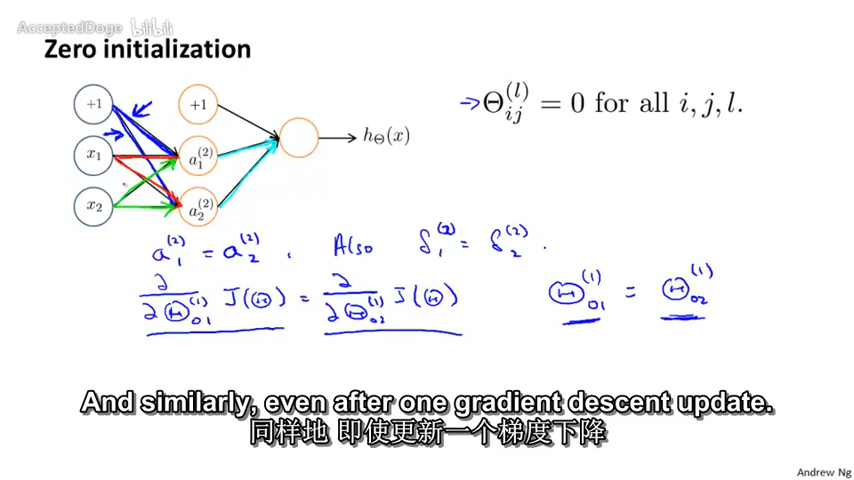 AcceptedDoge bilibili
Zero initialization
+1 +1
x₁ a₁⁽²⁾ h_Θ(x)
x₂ a₂⁽²⁾
→ Θᵢⱼ⁽ˡ⁾ = 0 for all i, j, l.
a₁⁽²⁾ = a₂⁽²⁾ . Also δ₁⁽²⁾ = δ₂⁽²⁾ .
∂/∂Θ₀₁⁽¹⁾ J(Θ) = ∂/∂Θ₀₂⁽¹⁾ J(Θ) Θ₀₁⁽¹⁾ = Θ₀₂⁽¹⁾
And similarly, even after one gradient descent update.
同样地 即使更新一个梯度下降
Andrew Ng